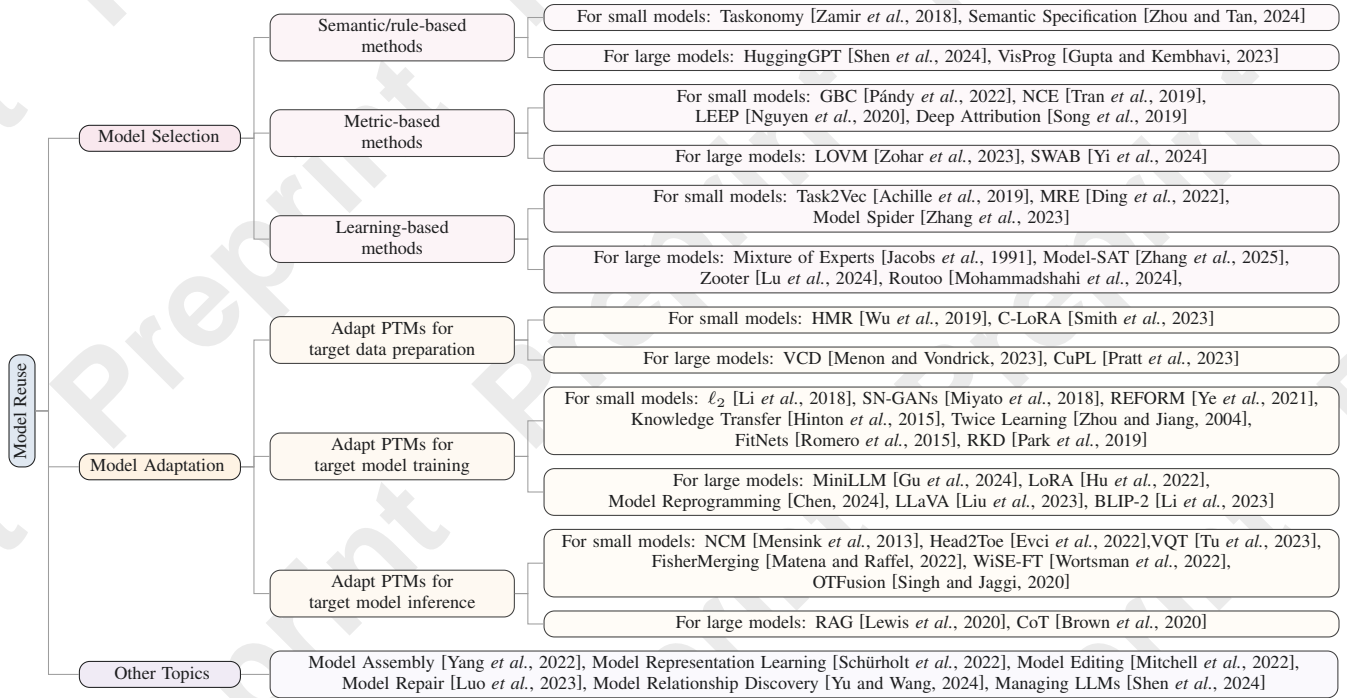 Model Reuse
Model Selection
Semantic/rule-based
methods
For small models: Taskonomy [Zamir et al., 2018], Semantic Specification [Zhou and Tan, 2024]
For large models: HuggingGPT [Shen et al., 2024], VisProg [Gupta and Kembhavi, 2023]
Metric-based
methods
For small models: GBC [Pándy et al., 2022], NCE [Tran et al., 2019],
LEEP [Nguyen et al., 2020], Deep Attribution [Song et al., 2019]
For large models: LOVM [Zohar et al., 2023], SWAB [Yi et al., 2024]
Learning-based
methods
For small models: Task2Vec [Achille et al., 2019], MRE [Ding et al., 2022],
Model Spider [Zhang et al., 2023]
For large models: Mixture of Experts [Jacobs et al., 1991], Model-SAT [Zhang et al., 2025],
Zooter [Lu et al., 2024], Routoo [Mohammadshahi et al., 2024],
Model Adaptation
Adapt PTMs for
target data preparation
For small models: HMR [Wu et al., 2019], C-LoRA [Smith et al., 2023]
For large models: VCD [Menon and Vondrick, 2023], CuPL [Pratt et al., 2023]
Adapt PTMs for
target model training
For small models: ℓ₂ [Li et al., 2018], SN-GANs [Miyato et al., 2018], REFORM [Ye et al., 2021]
Knowledge Transfer [Hinton et al., 2015], Twice Learning [Zhou and Jiang, 2004],
FitNets [Romero et al., 2015], RKD [Park et al., 2019]
For large models: MiniLLM [Gu et al., 2024], LoRA [Hu et al., 2022],
Model Reprogramming [Chen, 2024], LLaVA [Liu et al., 2023], BLIP-2 [Li et al., 2023]
Adapt PTMs for
target model inference
For small models: NCM [Mensink et al., 2013], Head2Toe [Evci et al., 2022],VQT [Tu et al., 2023],
FisherMerging [Matena and Raffel, 2022], WiSE-FT [Wortsman et al., 2022],
OTFusion [Singh and Jaggi, 2020]
For large models: RAG [Lewis et al., 2020], CoT [Brown et al., 2020]
Other Topics
Model Assembly [Yang et al., 2022], Model Representation Learning [Schürholt et al., 2022], Model Editing [Mitchell et al., 2022],
Model Repair [Luo et al., 2023], Model Relationship Discovery [Yu and Wang, 2024], Managing LLMs [Shen et al., 2024]
Preprint
Preprint
Preprint